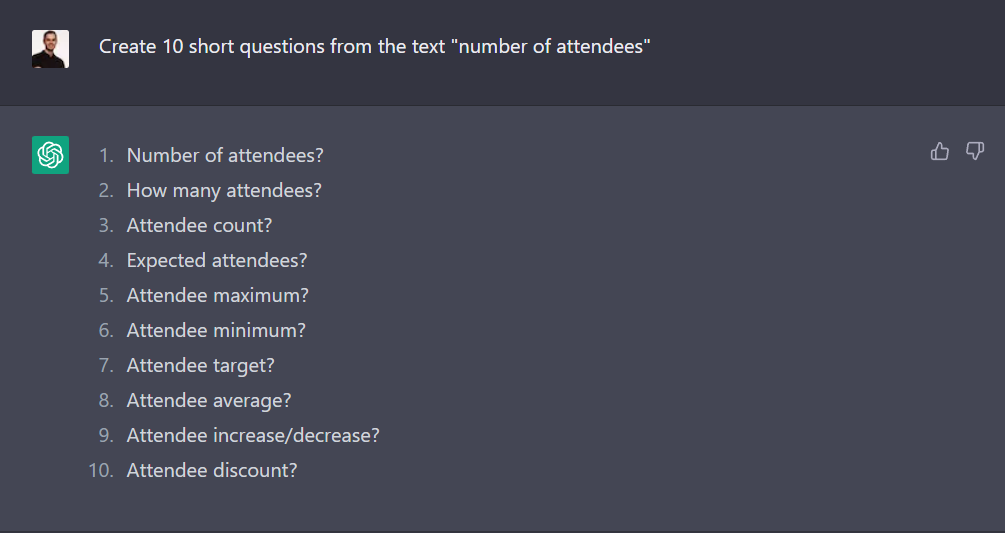 Create 10 short questions from the text "number of attendees"
1. Number of attendees?
2. How many attendees?
3. Attendee count?
4. Expected attendees?
5. Attendee maximum?
6. Attendee minimum?
7. Attendee target?
8. Attendee average?
9. Attendee increase/decrease?
10. Attendee discount?